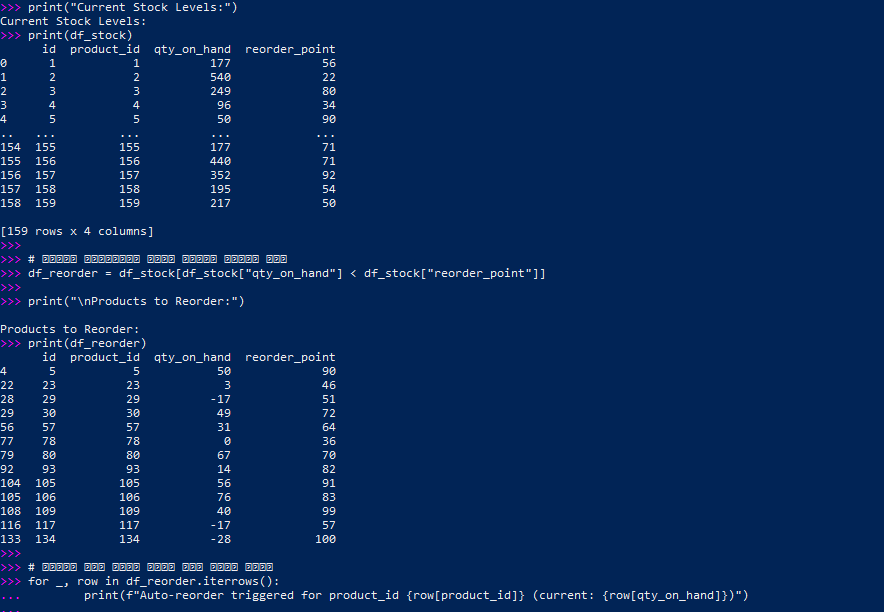 >>> print("Current Stock Levels:")
Current Stock Levels:
>>> print(df_stock)
id product_id qty_on_hand reorder_point
0 1 1 177 56
1 2 2 540 22
2 3 3 249 80
3 4 4 96 34
4 5 5 50 90
.. ... ... ... ...
154 155 155 177 71
155 156 156 440 71
156 157 157 352 92
157 158 158 195 54
158 159 159 217 50
[159 rows x 4 columns]
>>>
>>> #
>>> df_reorder = df_stock[df_stock["qty_on_hand"] < df_stock["reorder_point"]]
>>>
>>> print("\nProducts to Reorder:")
Products to Reorder:
>>> print(df_reorder)
id product_id qty_on_hand reorder_point
4 5 5 50 90
22 23 23 3 46
28 29 29 -17 51
29 30 30 49 72
56 57 57 31 64
77 78 78 0 36
79 80 80 67 70
92 93 93 14 82
104 105 105 56 91
105 106 106 76 83
108 109 109 40 99
116 117 117 -17 57
133 134 134 -28 100
>>>
>>> #
>>> for _, row in df_reorder.iterrows():
... print(f"Auto-reorder triggered for product_id {row[product_id]} (current: {row[qty_on_hand]})")
...